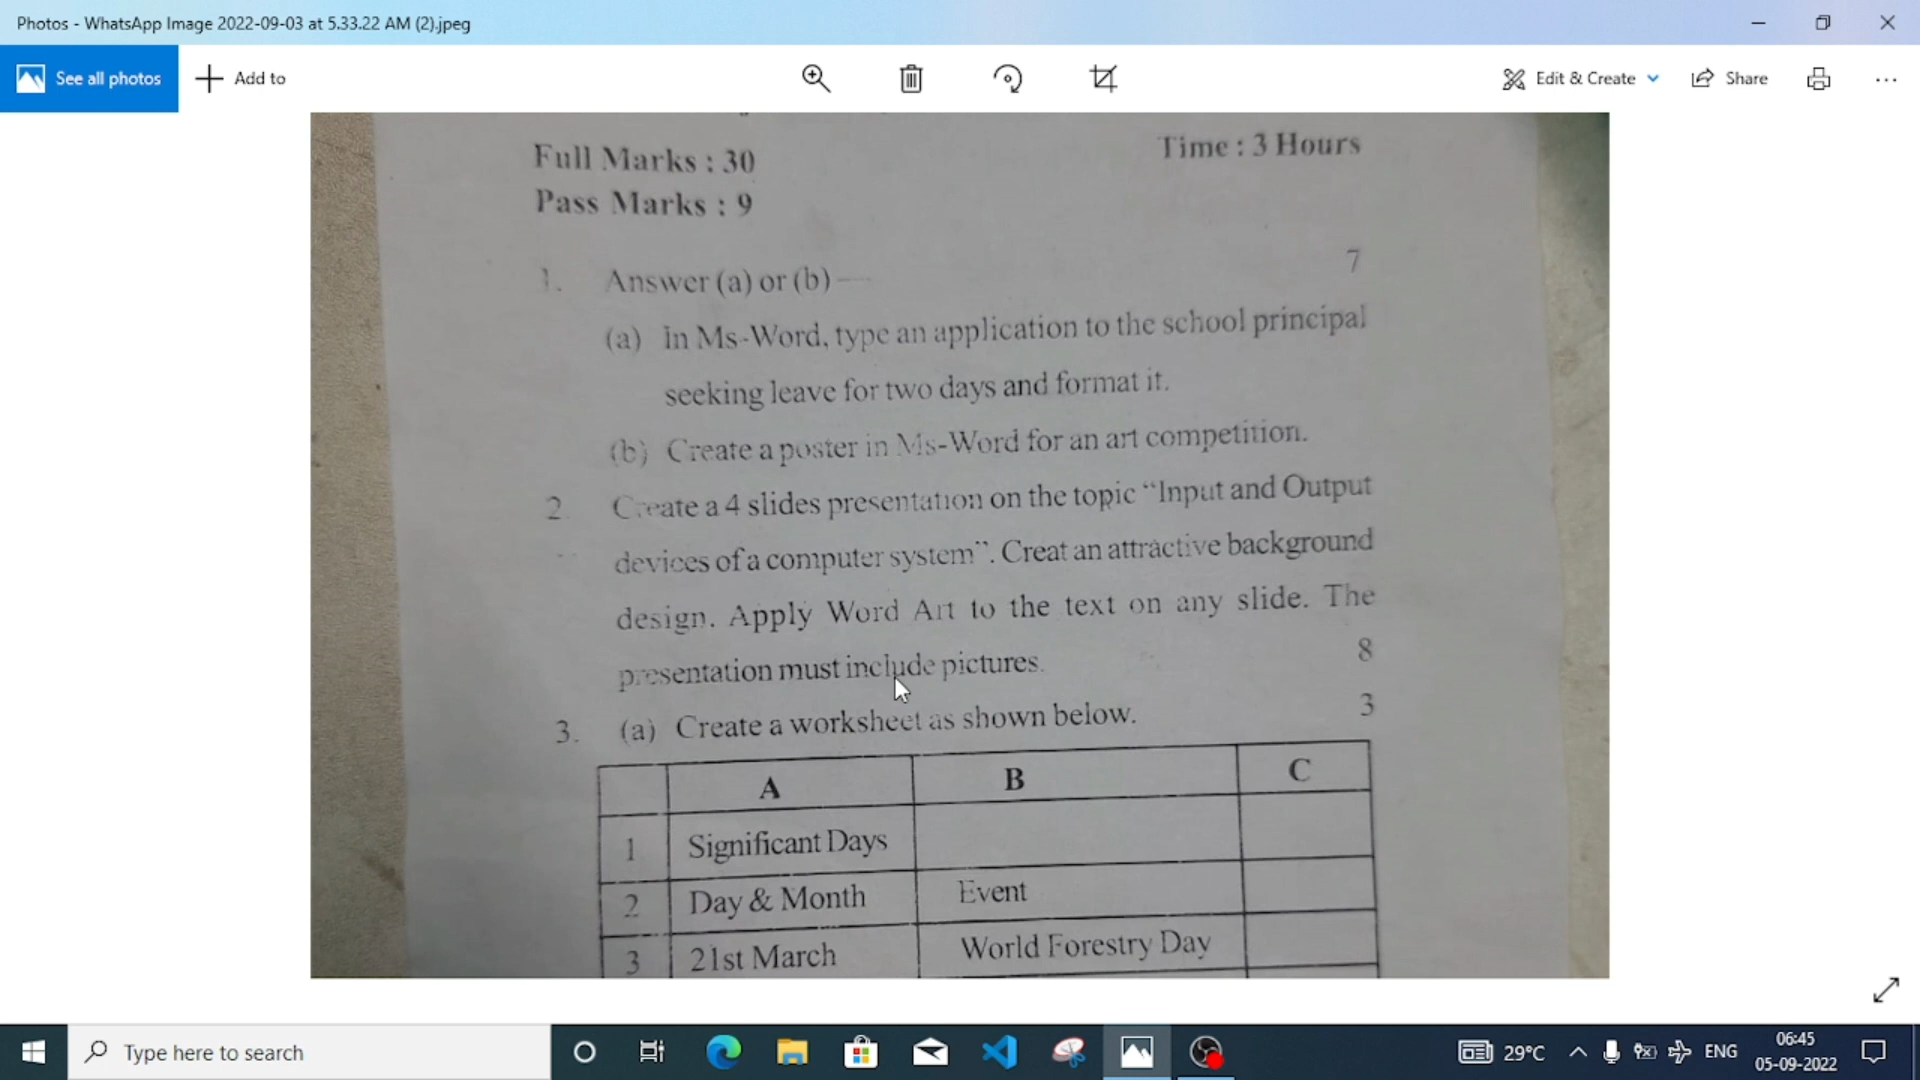 Photos - WhatsApp Image 2022-09-03 at 5.33.22 AM (2).jpeg
See all photos
Add to
Edit & Create
Share
Full Marks : 30
Time : 3 Hours
Pass Marks : 9
1. Answer (a) or (b) — 7
(a) In Ms-Word, type an application to the school principal
seeking leave for two days and format it.
(b) Create a poster in Ms-Word for an art competition.
2. Create a 4 slides presentation on the topic “Input and Output
devices of a computer system”. Creat an attractive background
design. Apply Word Art to the text on any slide. The
presentation must include pictures. 8
3. (a) Create a worksheet as shown below. 3
A B C
1 Significant Days
2 Day & Month Event
3 21st March World Forestry Day
Type here to search
29°C
ENG
06:45
05-09-2022